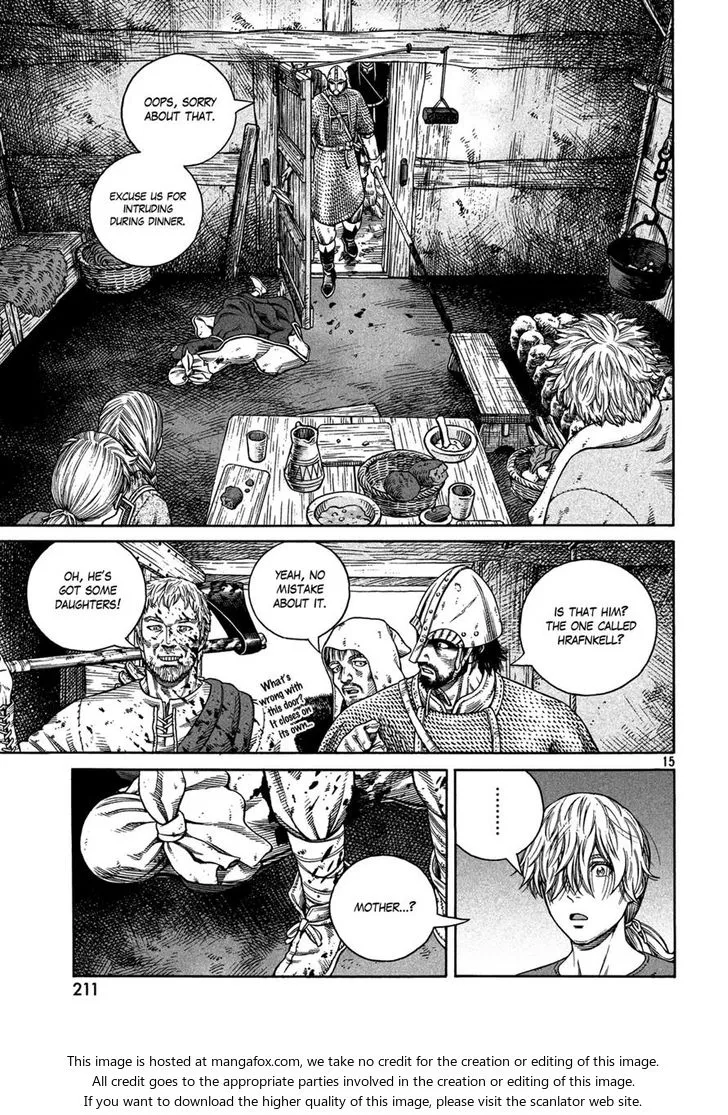 OOPS, SORRY
ABOUT THAT.
EXCUSE US FOR
INTRUDING
DURING DINNER.
IS THAT HIM?
THE ONE CALLED
HRAFNKELL?
YEAH, NO
MISTAKE
ABOUT IT.
What's
wrong with
this door?
It closes on
its own...
OH, HE'S
GOT SOME
DAUGHTERS!
15
........
MOTHER...?
211
This image is hosted at mangafox.com, we take no credit for the creation or editing of this image.
All credit goes to the appropriate parties involved in the creation or editing of this image.
If you want to download the higher quality of this image, please visit the scanlator web site.